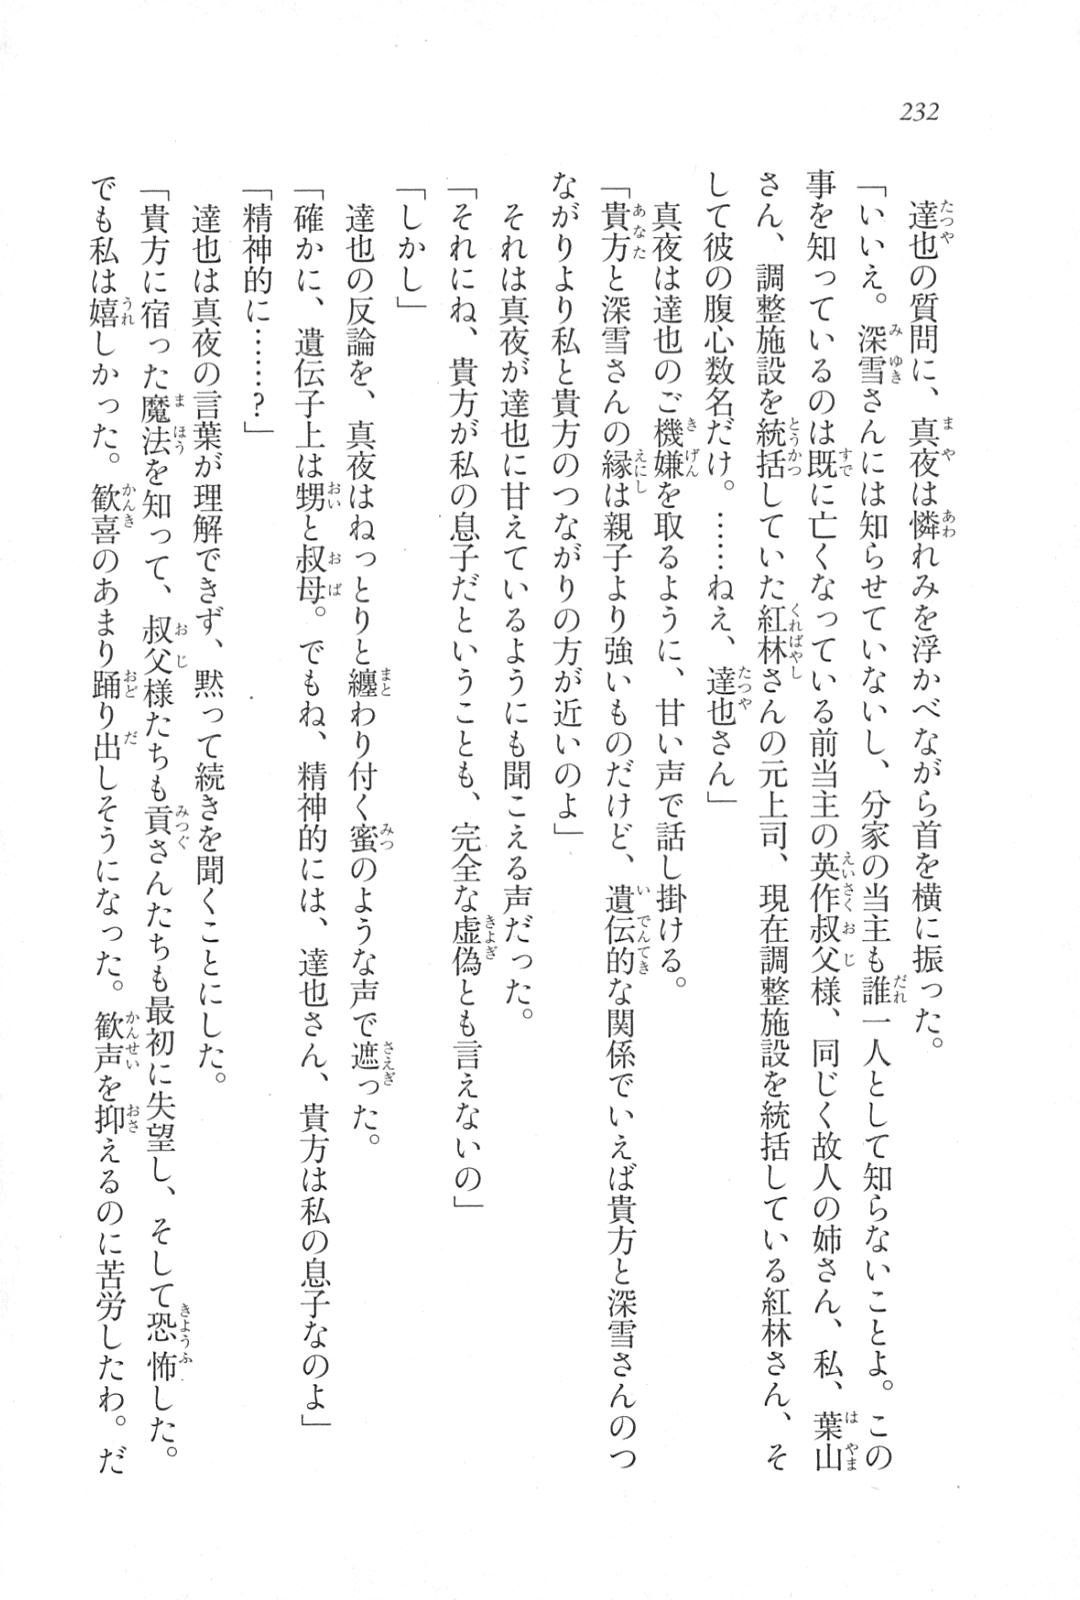 232
達也の質問に、真夜は憐れみを浮かべながら首を横に振った。
「いいえ。深雪さんには知らせていないし、分家の当主も誰一人として知らないことよ。この
事を知っているのは既に亡くなっている前当主の英作叔父様、同じく故人の姉さん、私、葉山
さん、調整施設を統括していた紅林さんの元上司、現在調整施設を統括している紅林さん、そ
して彼の腹心数名だけ。……ねえ、達也さん」
真夜は達也のご機嫌を取るように、甘い声で話し掛ける。
「貴方と深雪さんの縁は親子より強いものだけど、遺伝的な関係でいえば貴方と深雪さんのつ
ながりより私と貴方のつながりの方が近いのよ」
それは真夜が達也に甘えているようにも聞こえる声だった。
「それにね、貴方が私の息子だということも、完全な虚偽とも言えないの」
「しかし」
達也の反論を、真夜はねっとりと纏わり付く蜜のような声で遮った。
「確かに、遺伝子上は甥と叔母。でもね、精神的には、達也さん、貴方は私の息子なのよ」
「精神的に……?」
達也は真夜の言葉が理解できず、黙って続きを聞くことにした。
「貴方に宿った魔法を知って、叔父様たちも貢さんたちも最初に失望し、そして恐怖した。
でも私は嬉しかった。歓喜のあまり踊り出しそうになった。歓声を抑えるのに苦労したわ。だ